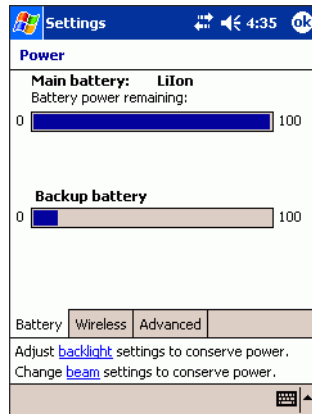 Settings 4:35 ok
Power
Main battery: LiIon
Battery power remaining:
0 100
Backup battery
0 100
Battery Wireless Advanced
Adjust backlight settings to conserve power.
Change beam settings to conserve power.